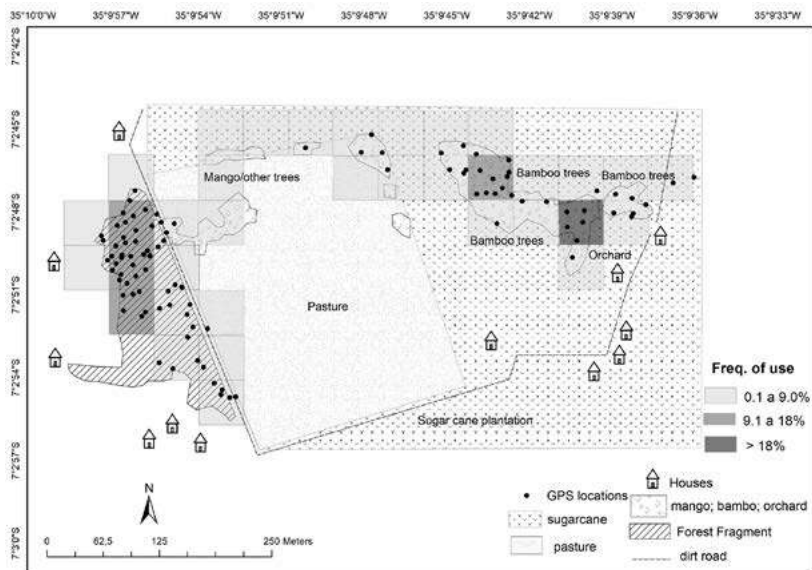 35°10'0"W 35°9'57"W 35°9'54"W 35°9'48"W 35°9'45"W 35°9'42"W 35°9'39"W 35°9'36"W 35°9'33"W
7°2'42"S
7°2'45"S
7°2'48"S
7°2'51"S
7°2'54"S
7°2'57"S
7°3'0"S
Mango/other trees
Bamboo trees
Bamboo trees
Bamboo trees
Orchard
Pasture
Sugar cane plantation
Freq. of use
0.1 a 9.0%
9.1 a 18%
> 18%
N
0 62,5 125 250 Meters
GPS locations
sugarcane
pasture
Houses
mango; bambo; orchard
Forest Fragment
dirt road